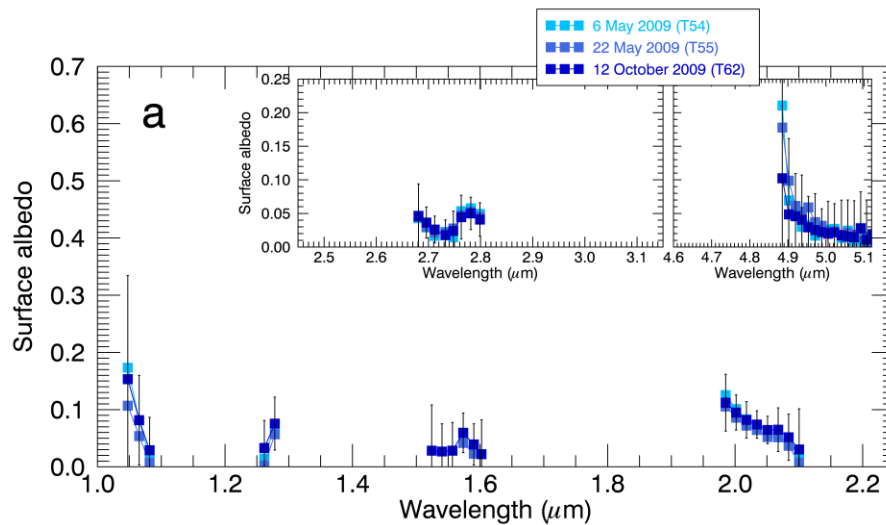 6 May 2009 (T54)
22 May 2009 (T55)
12 October 2009 (T62)
a
Surface albedo
0.7
0.6
0.5
0.4
0.3
0.2
0.1
0.0
1.0 1.2 1.4 1.6 1.8 2.0 2.2
Wavelength (μm)
Surface albedo
0.25
0.20
0.15
0.10
0.05
0.00
2.5 2.6 2.7 2.8 2.9 3.0 3.1
Wavelength (μm)
4.6 4.7 4.8 4.9 5.0 5.1
Wavelength (μm)